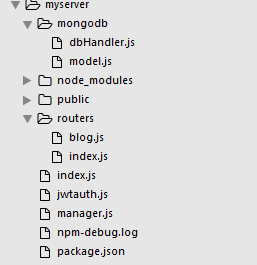 myserver
mongodb
dbHandler.js
model.js
node_modules
public
routers
blog.js
index.js
index.js
jwtauth.js
manager.js
npm-debug.log
package.json